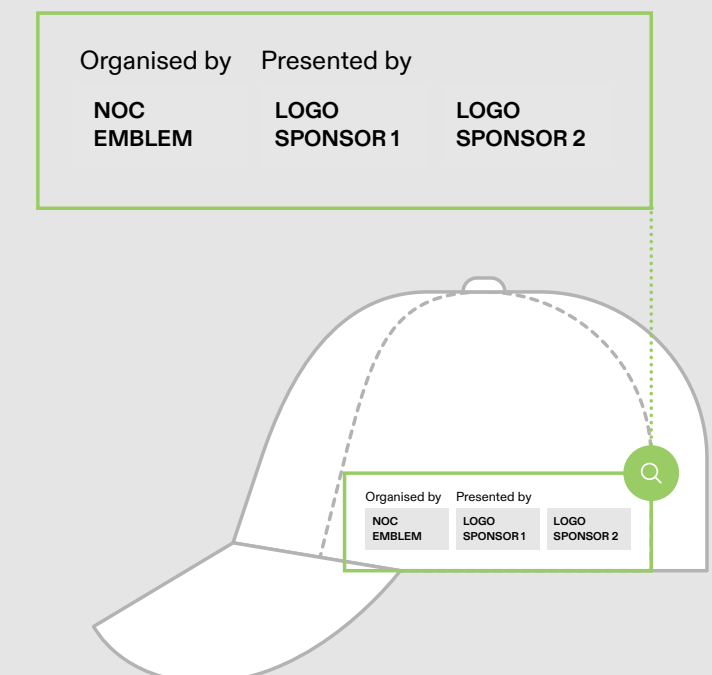 Organised by Presented by
NOC LOGO LOGO
EMBLEM SPONSOR 1 SPONSOR 2
Organised by Presented by
NOC LOGO LOGO
EMBLEM SPONSOR 1 SPONSOR 2